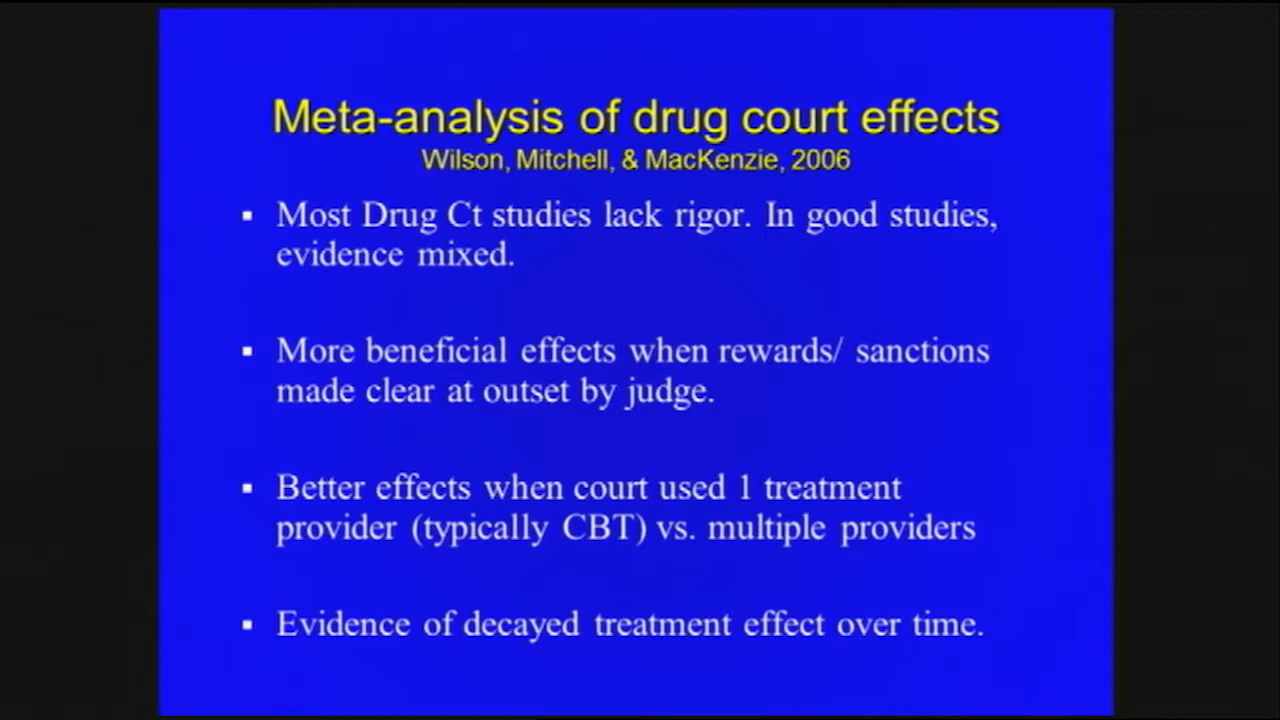 Meta-analysis of drug court effects
Wilson, Mitchell, & MacKenzie, 2006
▪ Most Drug Ct studies lack rigor. In good studies,
evidence mixed.
▪ More beneficial effects when rewards/ sanctions
made clear at outset by judge.
▪ Better effects when court used 1 treatment
provider (typically CBT) vs. multiple providers
▪ Evidence of decayed treatment effect over time.